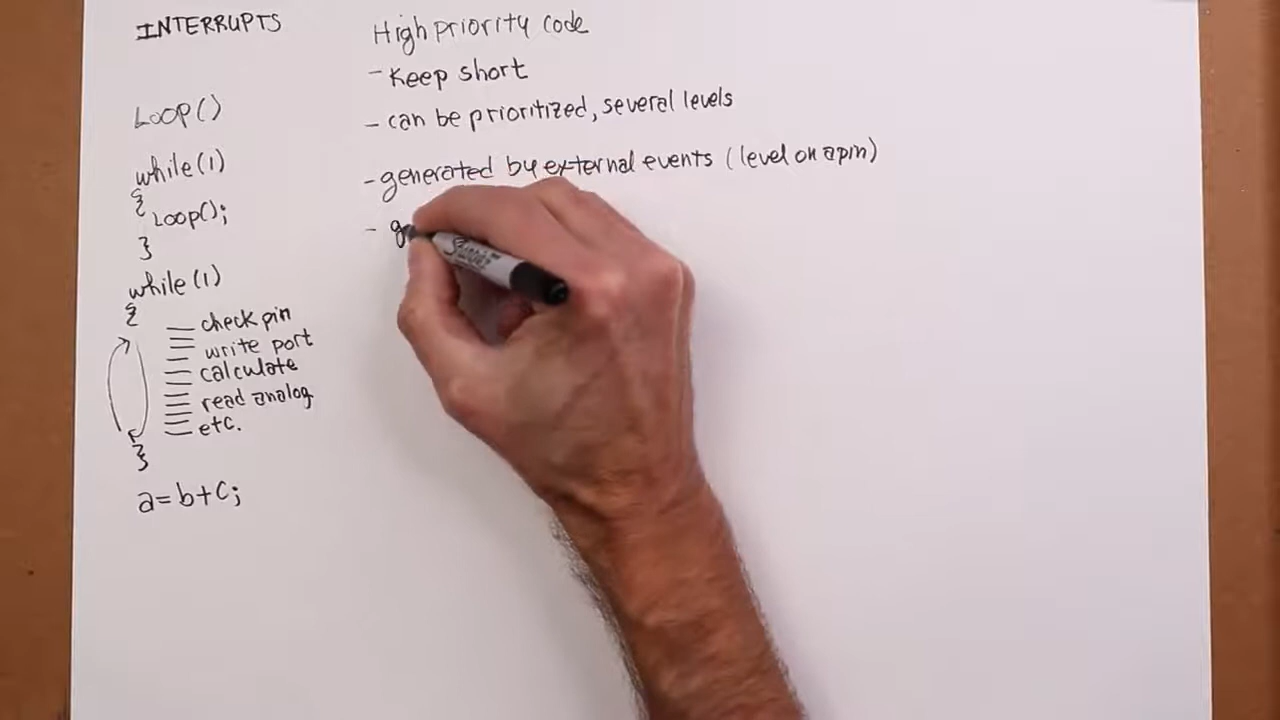 INTERRUPTS
Loop()
while(1)
{
Loop();
}
while(1)
{
check pin
write port
calculate
read analog
etc.
}
a=b+c;
High priority code
- Keep short
- can be prioritized, several levels
- generated by external events (level on a pin)
- g
Sharpie